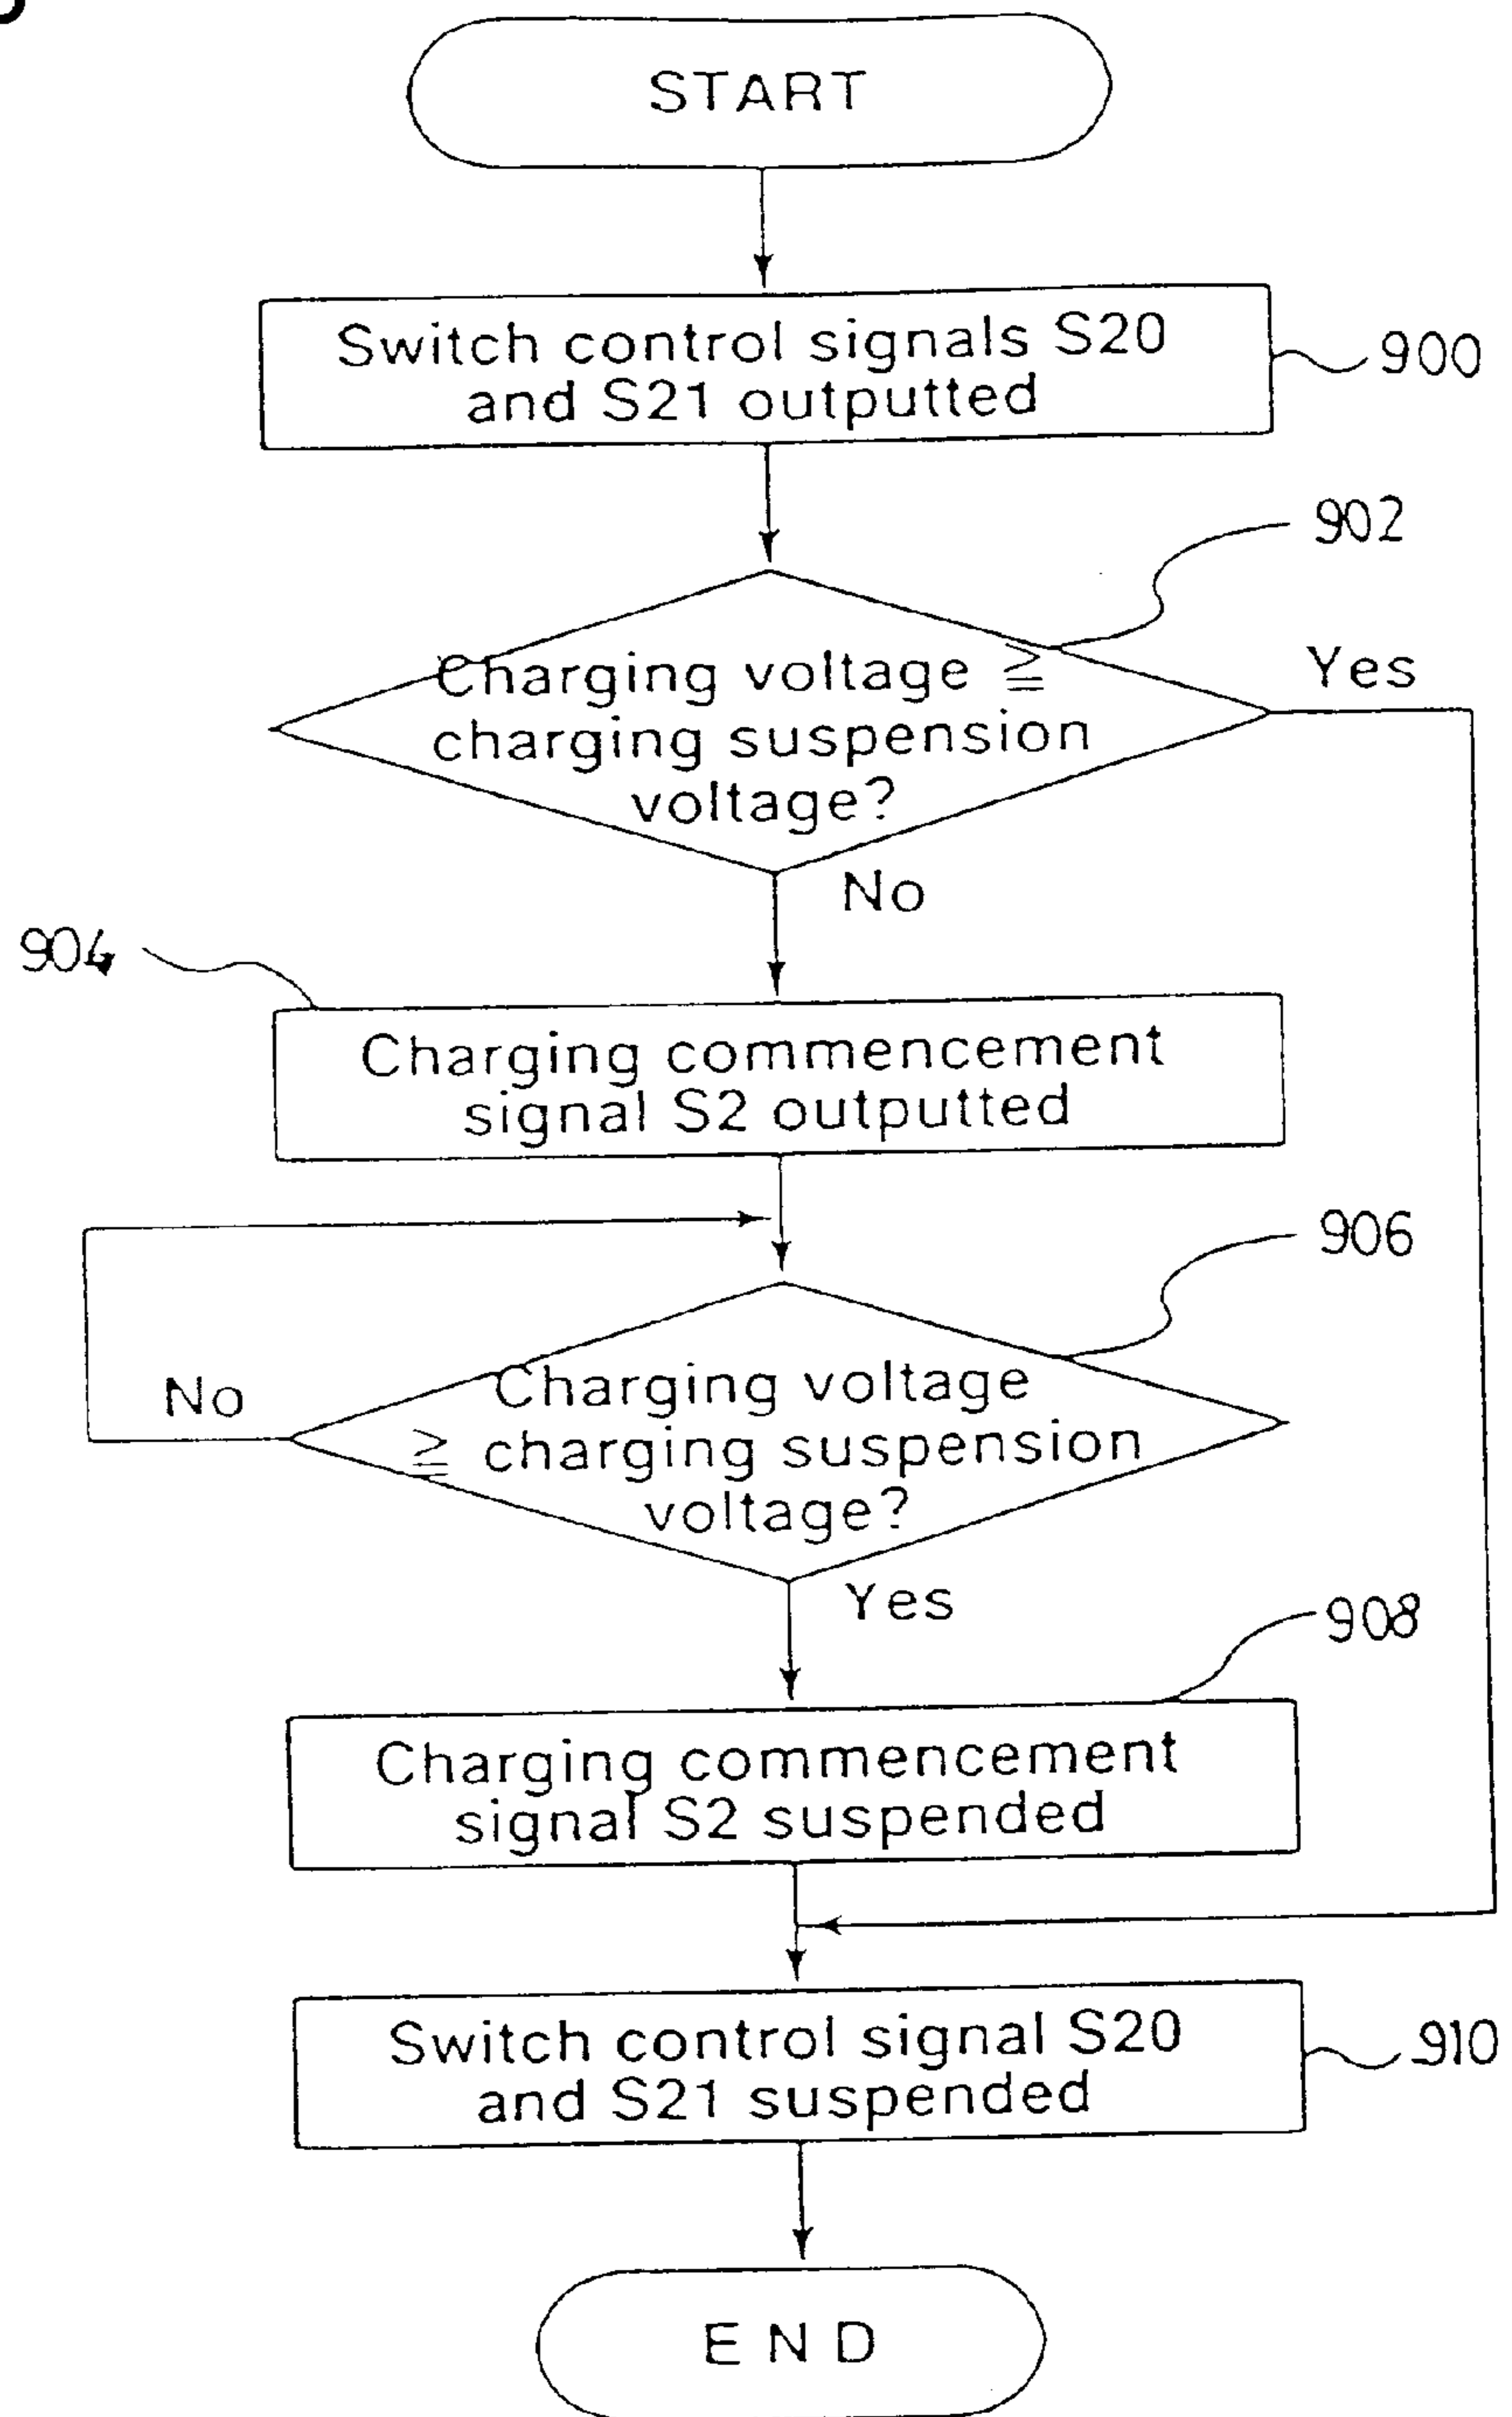 START
Switch control signals S20
and S21 outputted
900
902
Charging voltage ≧
charging suspension
voltage?
Yes
No
904
Charging commencement
signal S2 outputted
906
Charging voltage
≧ charging suspension
voltage?
No
Yes
908
Charging commencement
signal S2 suspended
Switch control signal S20
and S21 suspended
910
END